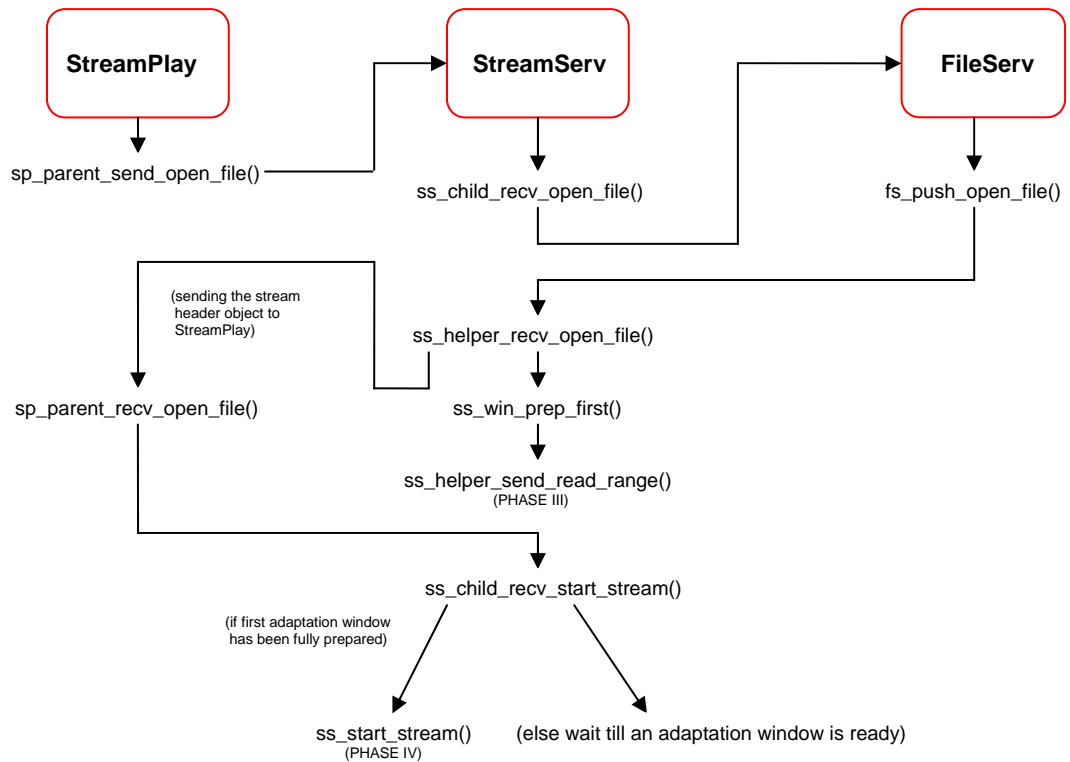 StreamPlay
StreamServ
FileServ
sp_parent_send_open_file()
ss_child_recv_open_file()
fs_push_open_file()
(sending the stream
header object to
StreamPlay)
ss_helper_recv_open_file()
sp_parent_recv_open_file()
ss_win_prep_first()
ss_helper_send_read_range()
(PHASE III)
ss_child_recv_start_stream()
(if first adaptation window
has been fully prepared)
ss_start_stream()
(PHASE IV)
(else wait till an adaptation window is ready)